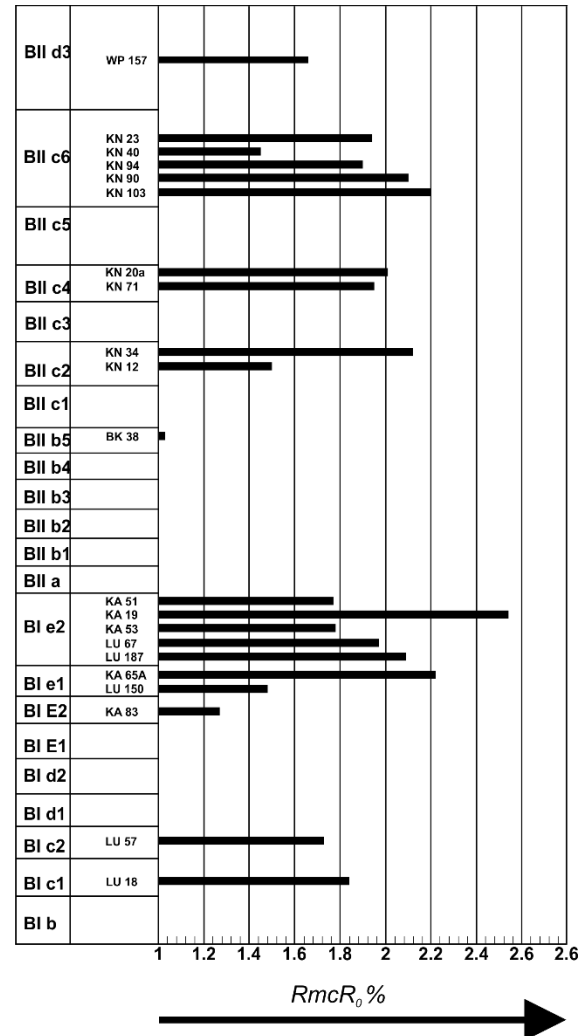 BII d3 WP 157
BII c6 KN 23
KN 40
KN 94
KN 90
KN 103
BII c5
BII c4 KN 20a
KN 71
BII c3
BII c2 KN 34
KN 12
BII c1
BII b5 BK 38
BII b4
BII b3
BII b2
BII b1
BII a
BI e2 KA 51
KA 19
KA 53
LU 67
LU 187
BI e1 KA 65A
LU 150
BI E2 KA 83
BI E1
BI d2
BI d1
BI c2 LU 57
BI c1 LU 18
BI b
1 1.2 1.4 1.6 1.8 2 2.2 2.4 2.6 2.6
RmcR₀%